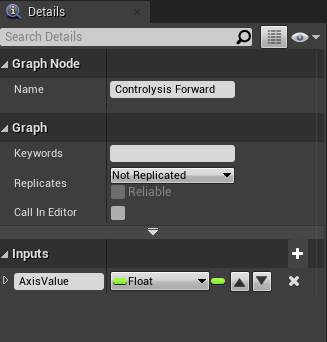 Details
Search Details
Graph Node
Name Controlysis Forward
Graph
Keywords
Replicates Not Replicated
Reliable
Call In Editor
Inputs
AxisValue Float